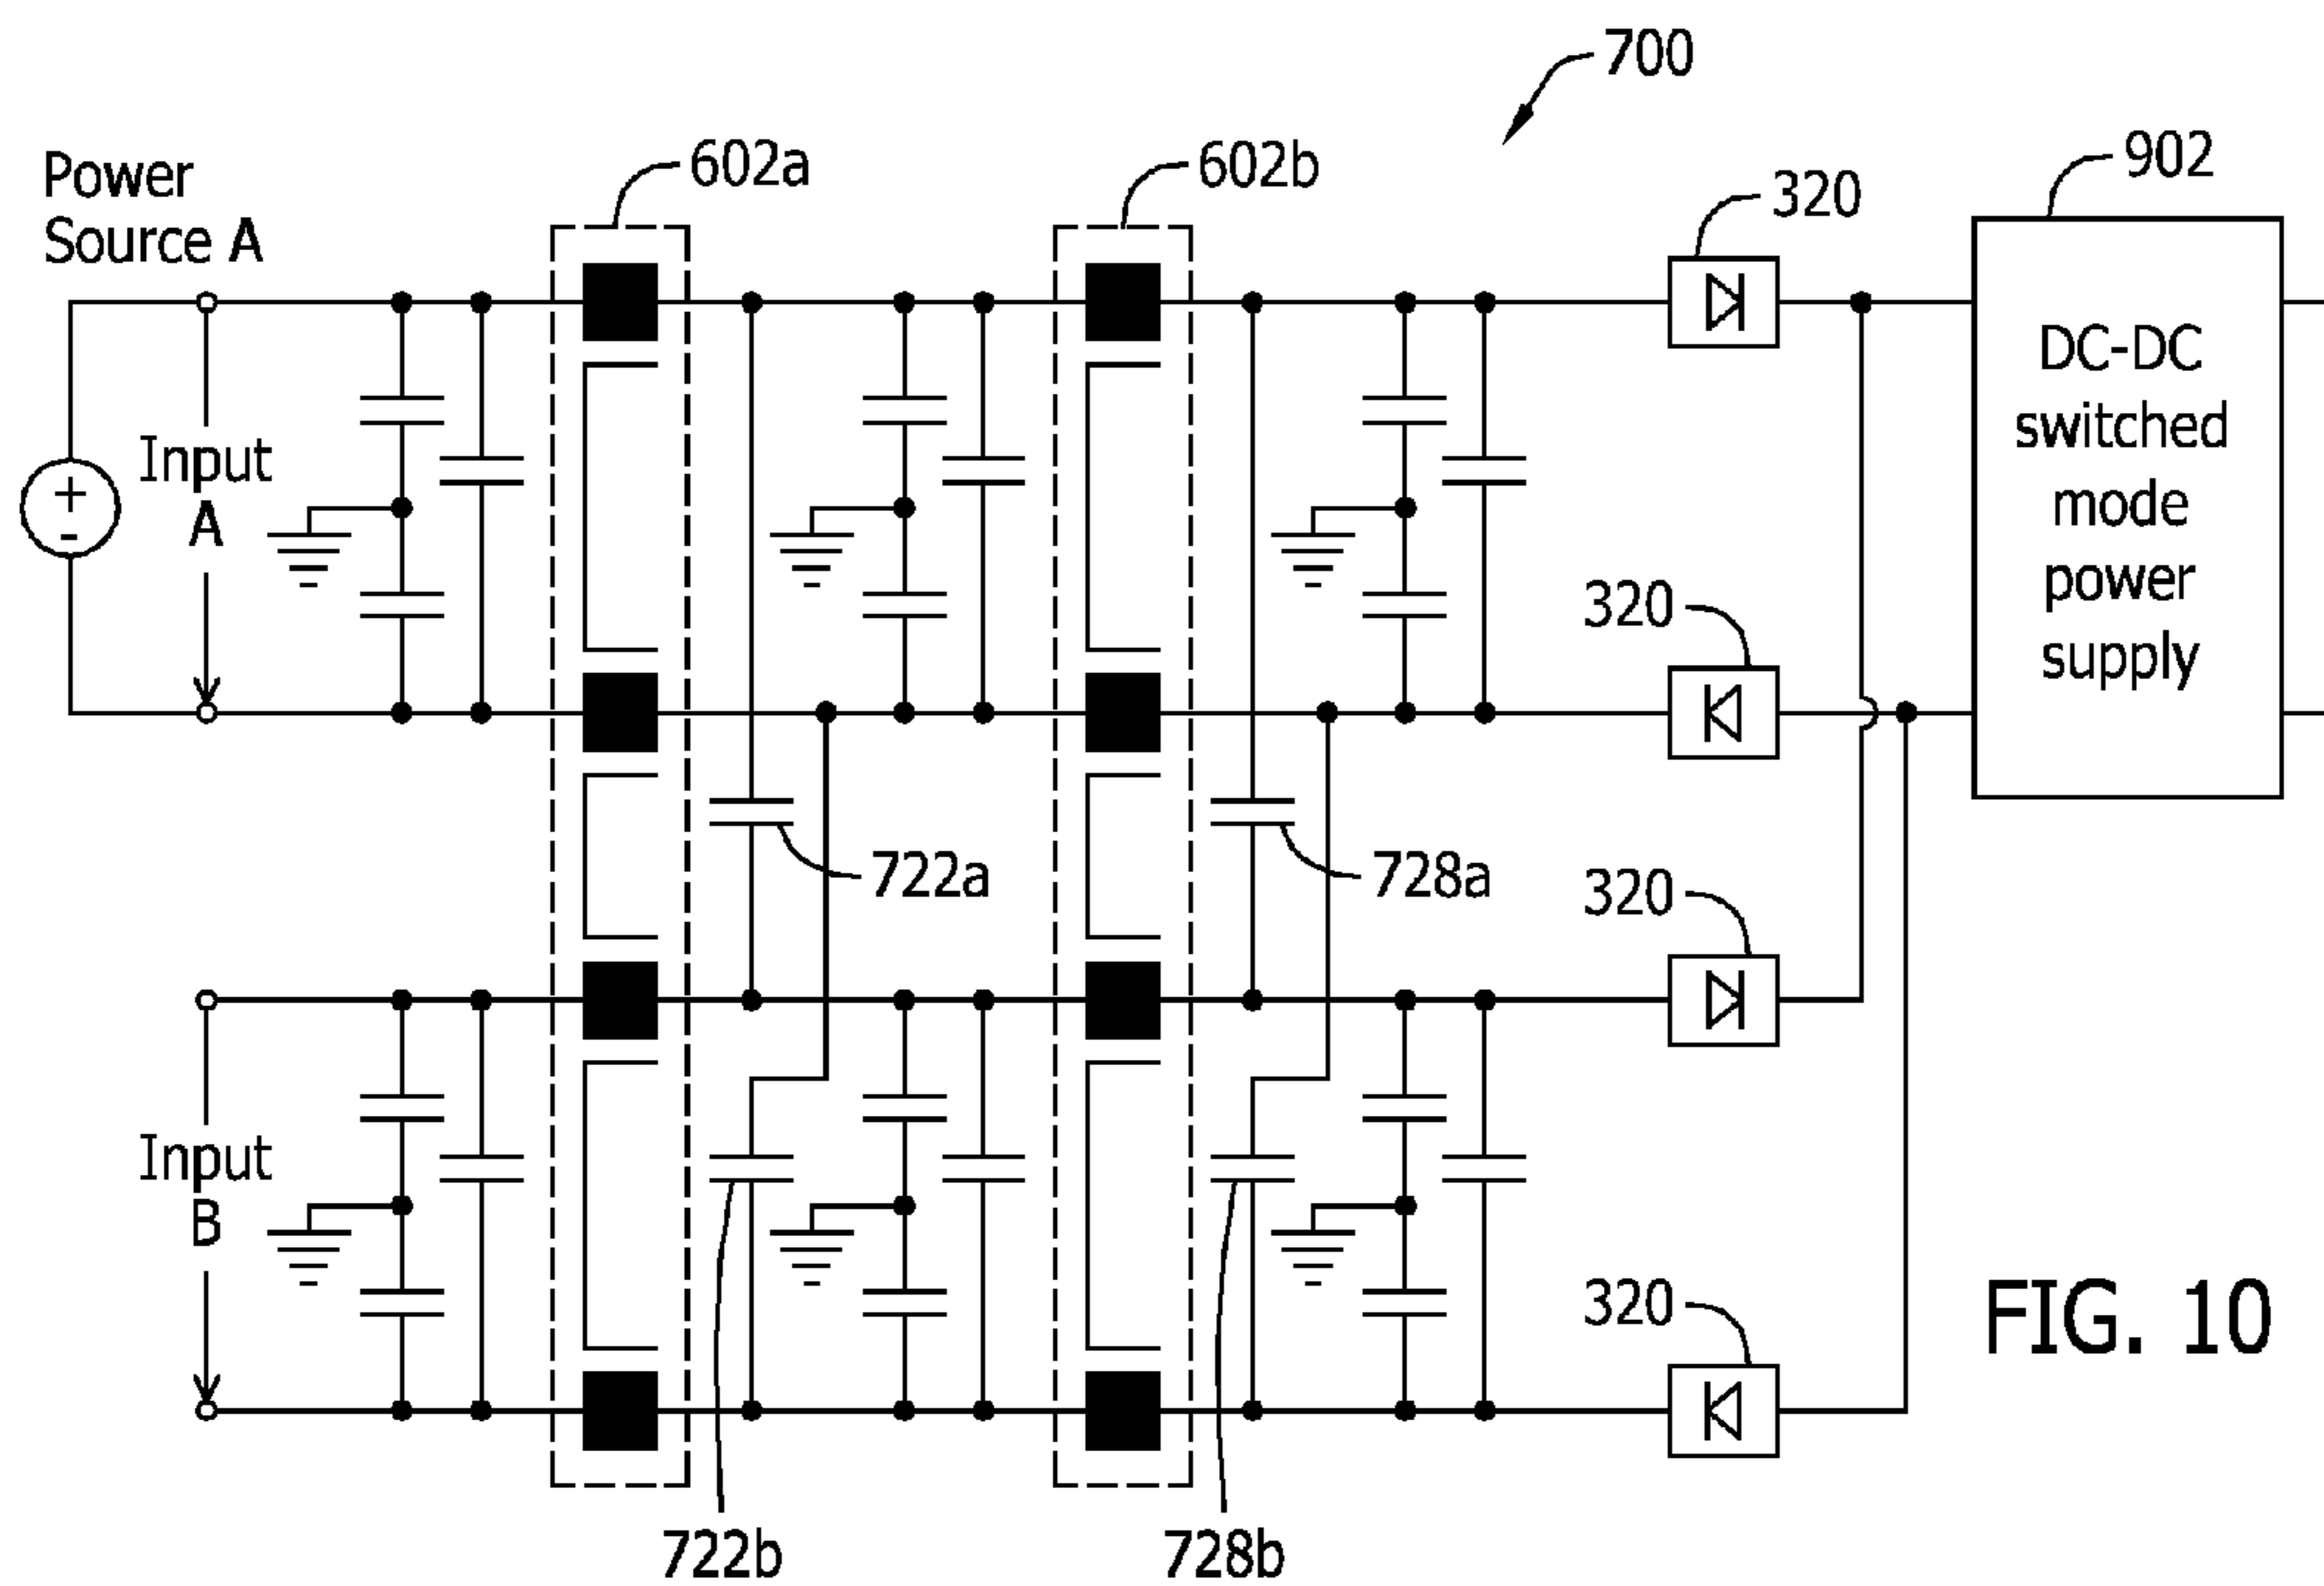 700
902
602a
602b
320
Power
Source A
DC-DC
switched
mode
power
supply
Input
A
+
-
320
722a
728a
320
Input
B
320
FIG. 10
722b
728b